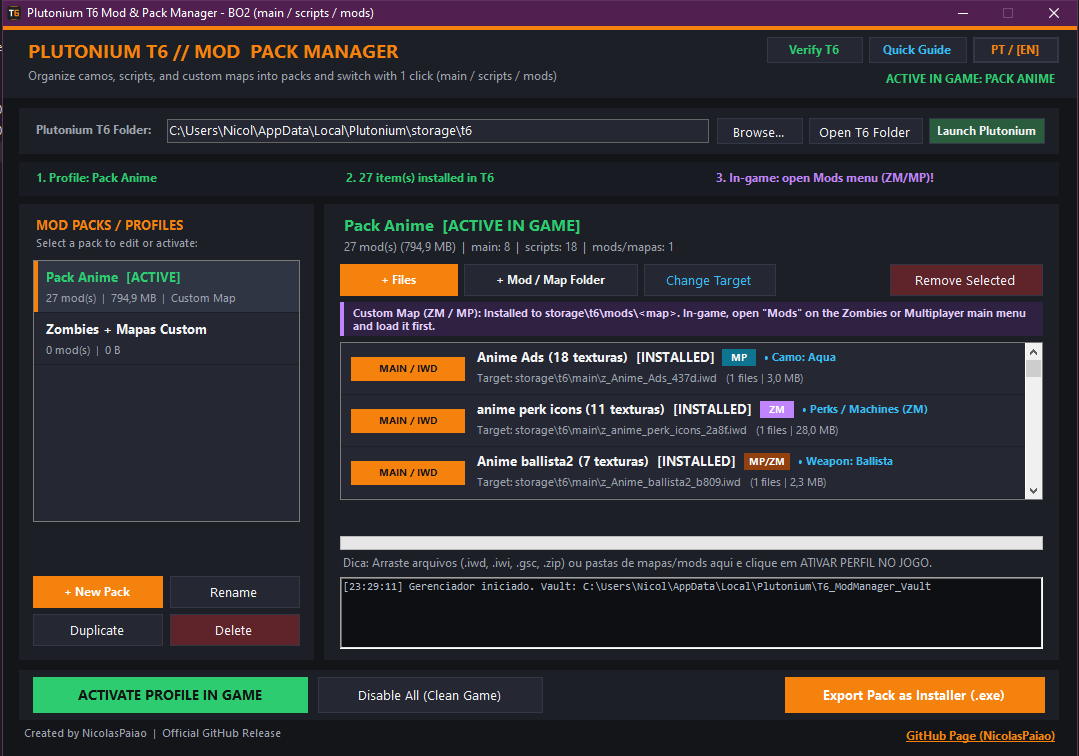 T6 Plutonium T6 Mod & Pack Manager - BO2 (main / scripts / mods)
PLUTONIUM T6 // MOD PACK MANAGER
Organize camos, scripts, and custom maps into packs and switch with 1 click (main / scripts / mods)
Verify T6
Quick Guide
PT / [EN]
ACTIVE IN GAME: PACK ANIME
Plutonium T6 Folder:
C:\Users\Nicol\AppData\Local\Plutonium\storage\t6
Browse...
Open T6 Folder
Launch Plutonium
1. Profile: Pack Anime
2. 27 item(s) installed in T6
3. In-game: open Mods menu (ZM/MP)!
MOD PACKS / PROFILES
Select a pack to edit or activate:
Pack Anime [ACTIVE]
27 mod(s) | 794,9 MB | Custom Map
Zombies + Mapas Custom
0 mod(s) | 0 B
+ New Pack
Rename
Duplicate
Delete
Pack Anime [ACTIVE IN GAME]
27 mod(s) (794,9 MB) | main: 8 | scripts: 18 | mods/mapas: 1
+ Files
+ Mod / Map Folder
Change Target
Remove Selected
Custom Map (ZM / MP): Installed to storage\t6\mods\<map>. In-game, open "Mods" on the Zombies or Multiplayer main menu
and load it first.
MAIN / IWD
Anime Ads (18 texturas) [INSTALLED] MP • Camo: Aqua
Target: storage\t6\main\z_Anime_Ads_437d.iwd (1 files | 3,0 MB)
MAIN / IWD
anime perk icons (11 texturas) [INSTALLED] ZM • Perks / Machines (ZM)
Target: storage\t6\main\z_anime_perk_icons_2a8f.iwd (1 files | 28,0 MB)
MAIN / IWD
Anime ballista2 (7 texturas) [INSTALLED] MP/ZM • Weapon: Ballista
Target: storage\t6\main\z_Anime_ballista2_b809.iwd (1 files | 2,3 MB)
Dica: Arraste arquivos (.iwd, .iwi, .gsc, .zip) ou pastas de mapas/mods aqui e clique em ATIVAR PERFIL NO JOGO.
[23:29:11] Gerenciador iniciado. Vault: C:\Users\Nicol\AppData\Local\Plutonium\T6_ModManager_Vault
ACTIVATE PROFILE IN GAME
Disable All (Clean Game)
Export Pack as Installer (.exe)
Created by NicolasPaiao | Official GitHub Release
GitHub Page (NicolasPaiao)